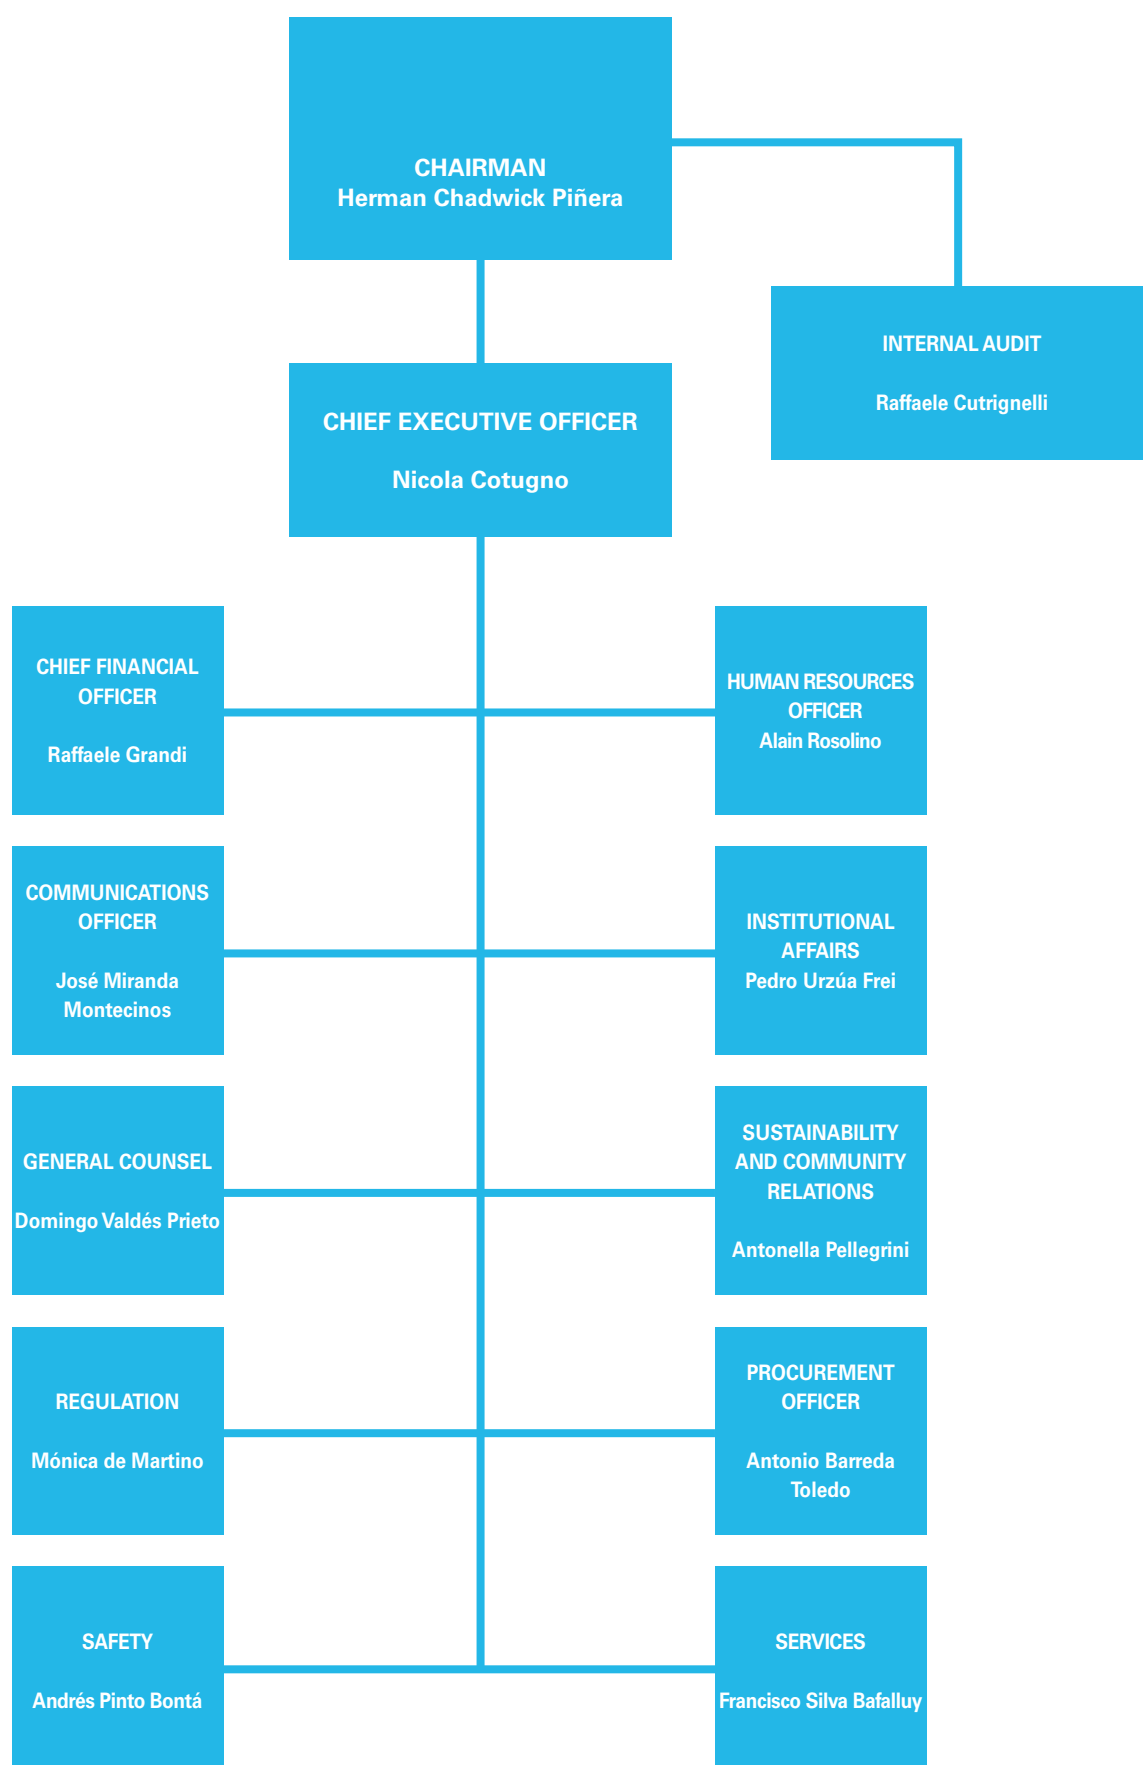 CHAIRMAN
Herman Chadwick Piñera
INTERNAL AUDIT
Raffaele Cutrignelli
CHIEF EXECUTIVE OFFICER
Nicola Cotugno
CHIEF FINANCIAL
OFFICER
Raffaele Grandi
HUMAN RESOURCES
OFFICER
Alain Rosolino
COMMUNICATIONS
OFFICER
José Miranda
Montecinos
INSTITUTIONAL
AFFAIRS
Pedro Urzúa Frei
GENERAL COUNSEL
Domingo Valdés Prieto
SUSTAINABILITY
AND COMMUNITY
RELATIONS
Antonella Pellegrini
REGULATION
Mónica de Martino
PROCUREMENT
OFFICER
Antonio Barreda
Toledo
SAFETY
Andrés Pinto Bontá
SERVICES
Francisco Silva Bafalluy